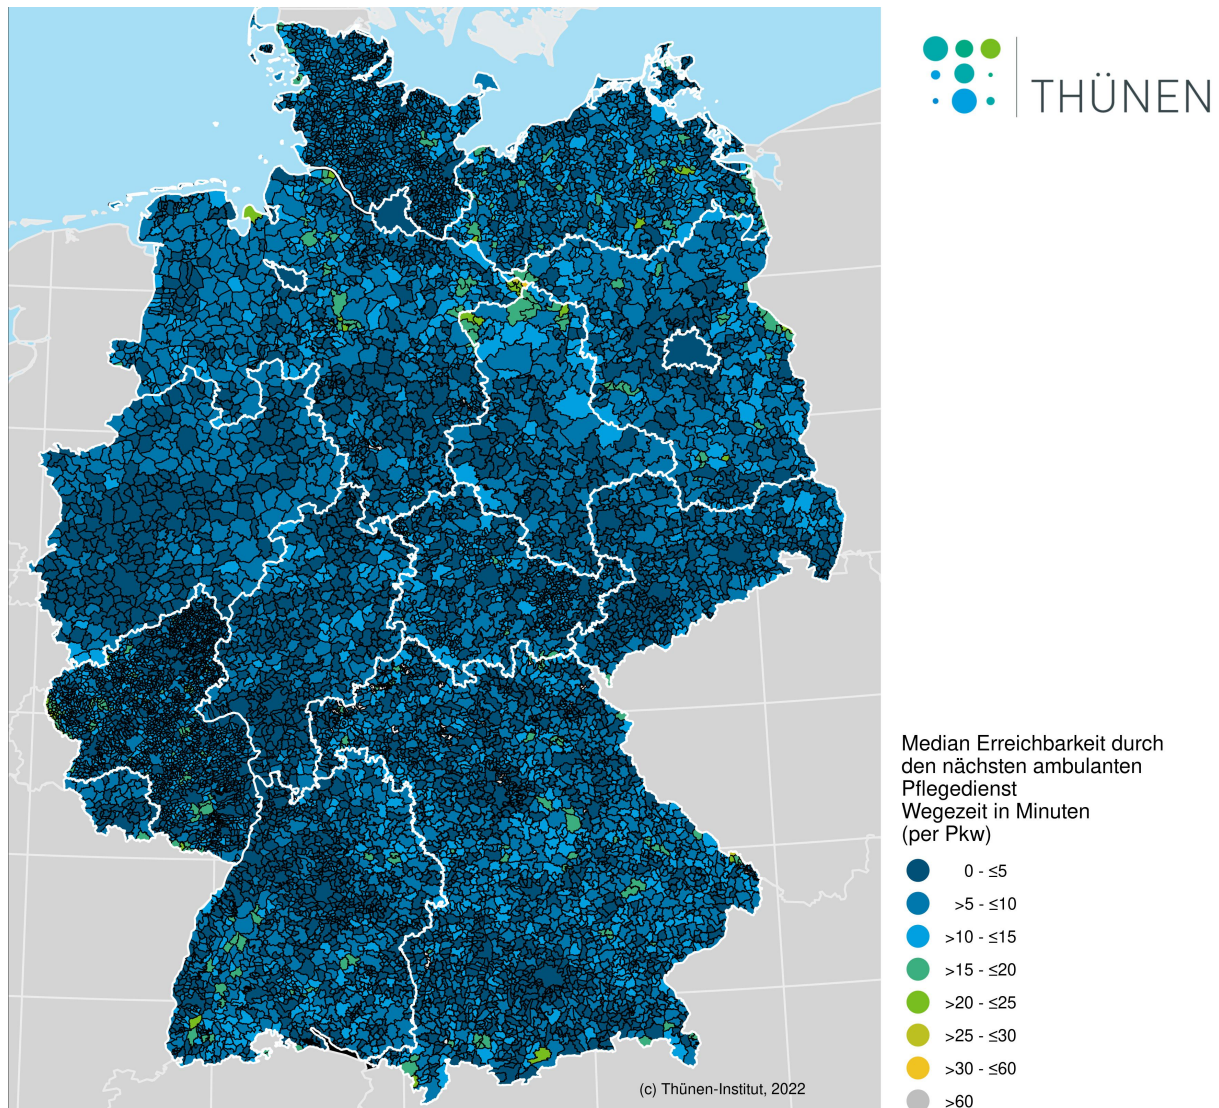 THÜNEN
Median Erreichbarkeit durch
den nächsten ambulanten
Pflegedienst
Wegezeit in Minuten
(per Pkw)
0 - ≤5
>5 - ≤10
>10 - ≤15
>15 - ≤20
>20 - ≤25
>25 - ≤30
>30 - ≤60
>60
(c) Thünen-Institut, 2022